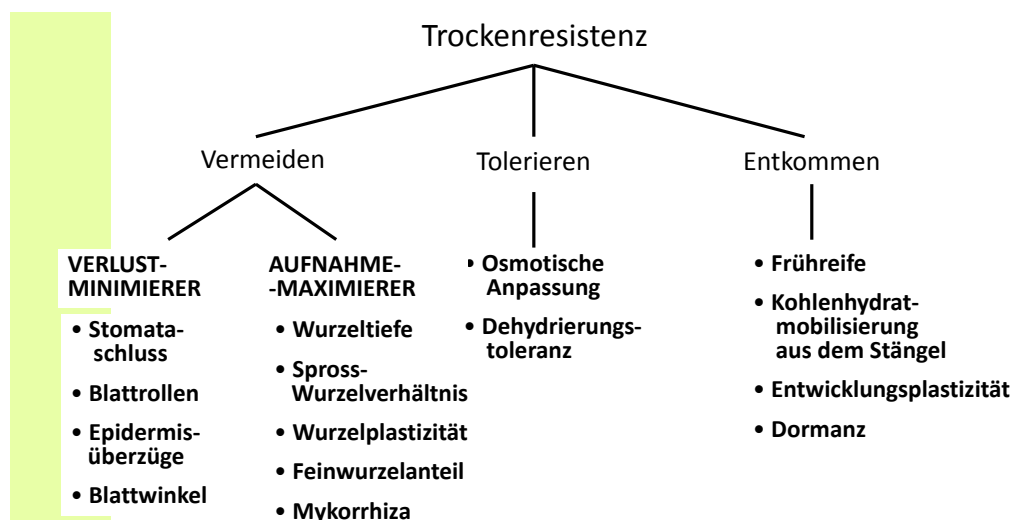 Trockenresistenz
Vermeiden
Tolerieren
Entkommen
VERLUST-
MINIMIERER
• Stomata-
schluss
• Blattrollen
• Epidermis-
überzüge
• Blattwinkel
AUFNAHME-
-MAXIMIERER
• Wurzeltiefe
• Spross-
Wurzelverhältnis
• Wurzelplastizität
• Feinwurzelanteil
• Mykorrhiza
• Osmotische
Anpassung
• Dehydrierungs-
toleranz
• Frühreife
• Kohlenhydrat-
mobilisierung
aus dem Stängel
• Entwicklungsplastizität
• Dormanz